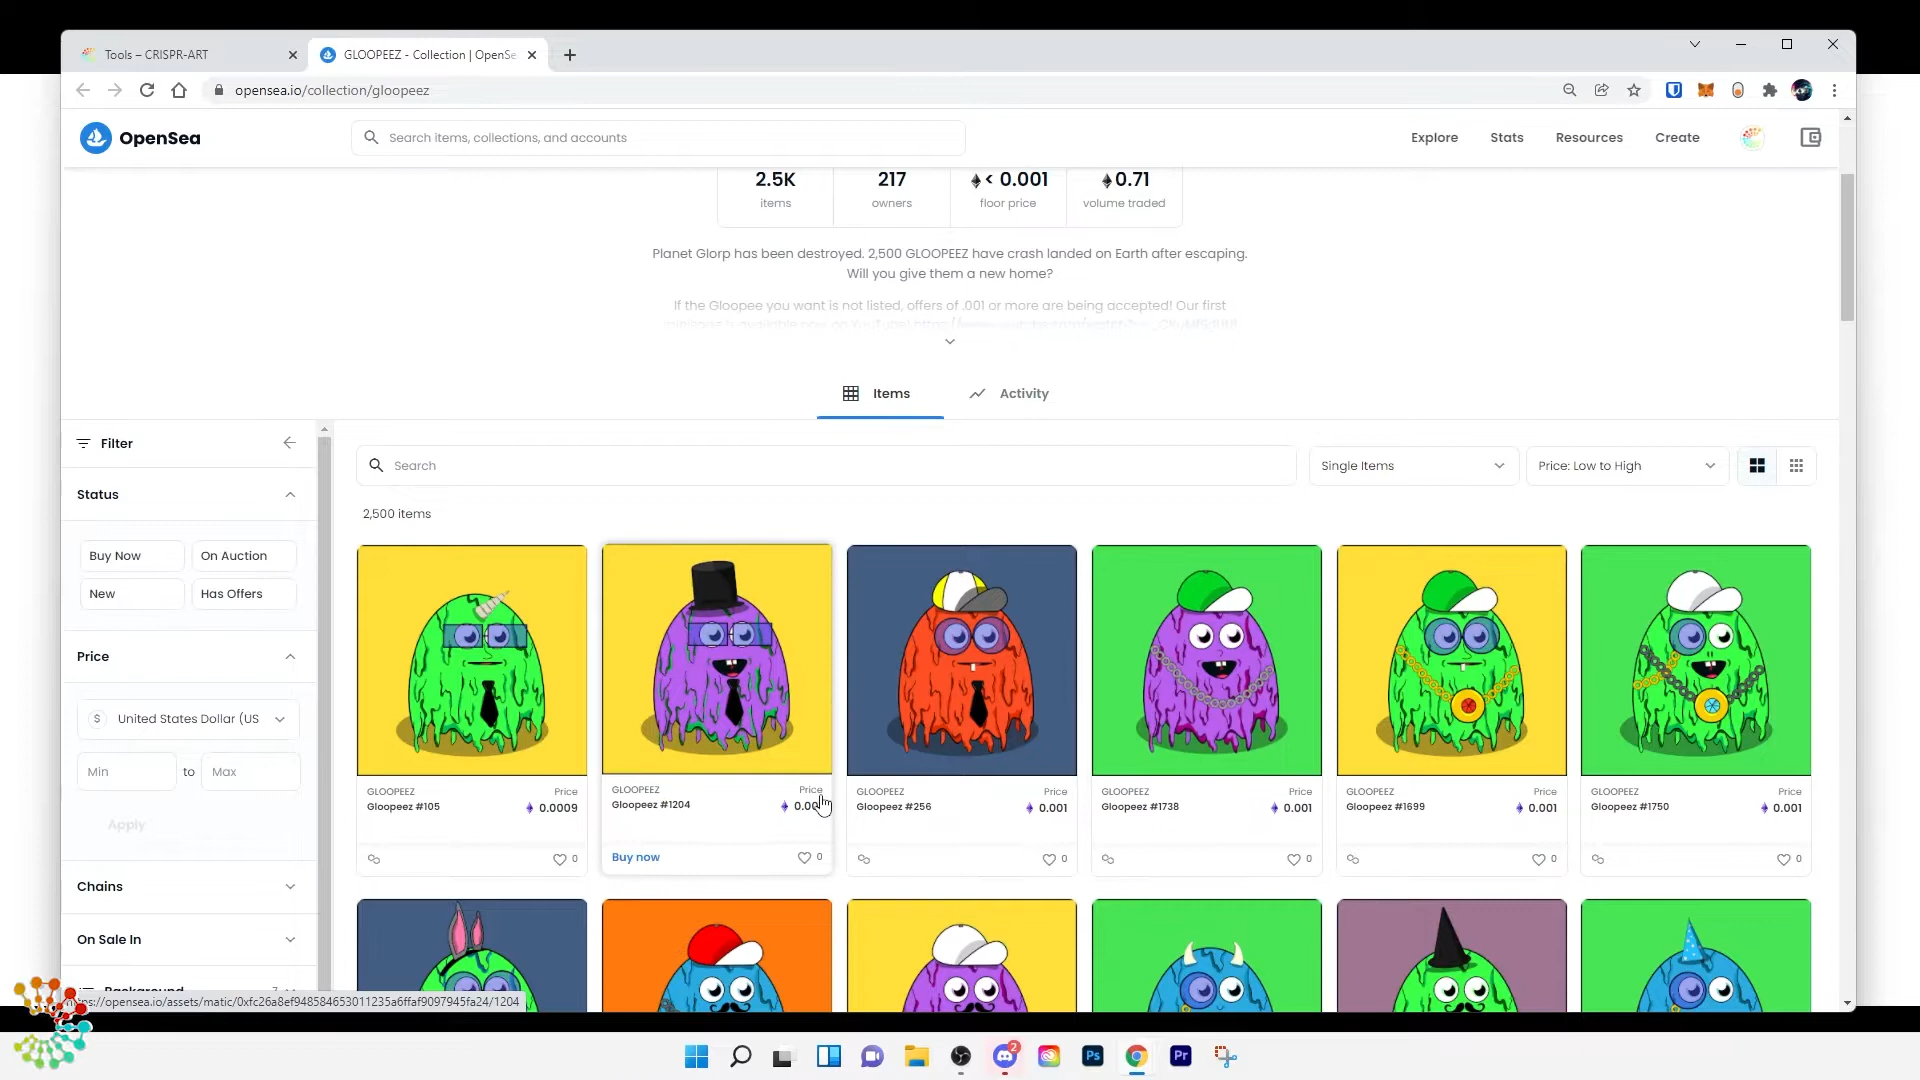 Tools – CRISPR-ART
GLOOPEEZ - Collection | OpenSe
opensea.io/collection/gloopeez
OpenSea
Search items, collections, and accounts
Explore
Stats
Resources
Create
2.5K
217
< 0.001
0.71
items
owners
floor price
volume traded
Planet Glorp has been destroyed. 2,500 GLOOPEEZ have crash landed on Earth after escaping.
Will you give them a new home?
If the Gloopee you want is not listed, offers of .001 or more are being accepted! Our first
Items
Activity
Filter
Search
Single Items
Price: Low to High
Status
2,500 items
Buy Now
On Auction
New
Has Offers
Price
$ United States Dollar (US
Min
to
Max
Apply
GLOOPEEZ
Price
Gloopeez #105
0.0009
GLOOPEEZ
Price
Gloopeez #1204
Buy now
0
GLOOPEEZ
Price
Gloopeez #256
0.001
0
GLOOPEEZ
Price
Gloopeez #1738
0.001
0
GLOOPEEZ
Price
Gloopeez #1699
0.001
0
GLOOPEEZ
Price
Gloopeez #1750
0.001
0
0
Chains
On Sale In
Background
7
2
Ps
Pr